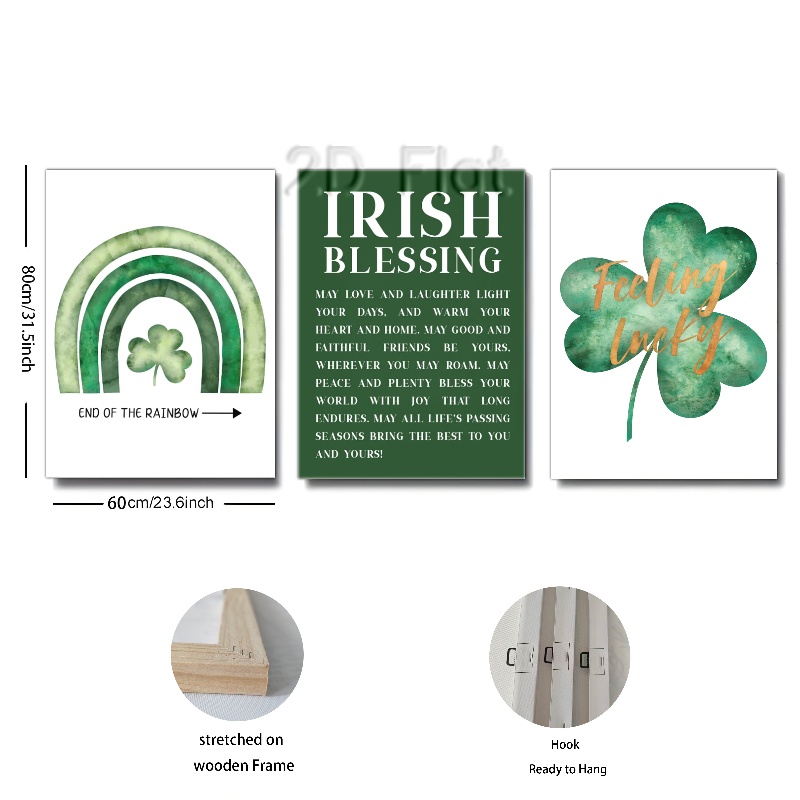 2D Flat
80cm/31.5inch
END OF THE RAINBOW
60cm/23.6inch
IRISH
BLESSING
MAY LOVE AND LAUGHTER LIGHT
YOUR DAYS, AND WARM YOUR
HEART AND HOME. MAY GOOD AND
FAITHFUL FRIENDS BE YOURS,
WHEREVER YOU MAY ROAM. MAY
PEACE AND PLENTY BLESS YOUR
WORLD WITH JOY THAT LONG
ENDURES. MAY ALL LIFE'S PASSING
SEASONS BRING THE BEST TO YOU
AND YOURS!
Feeling
lucky
stretched on
wooden Frame
Hook
Ready to Hang